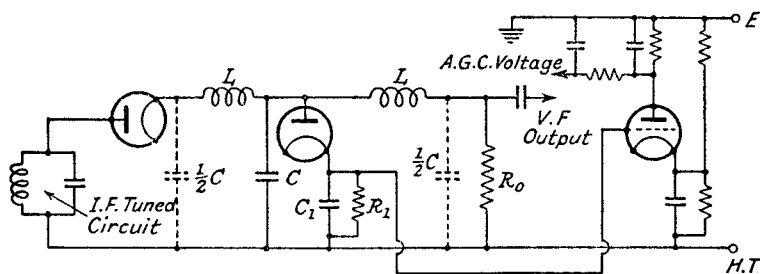 E
A.G.C. Voltage
L
L
V.F
Output
½C
C
C₁
R₁
½C
R₀
I.F. Tuned
Circuit
H.T.